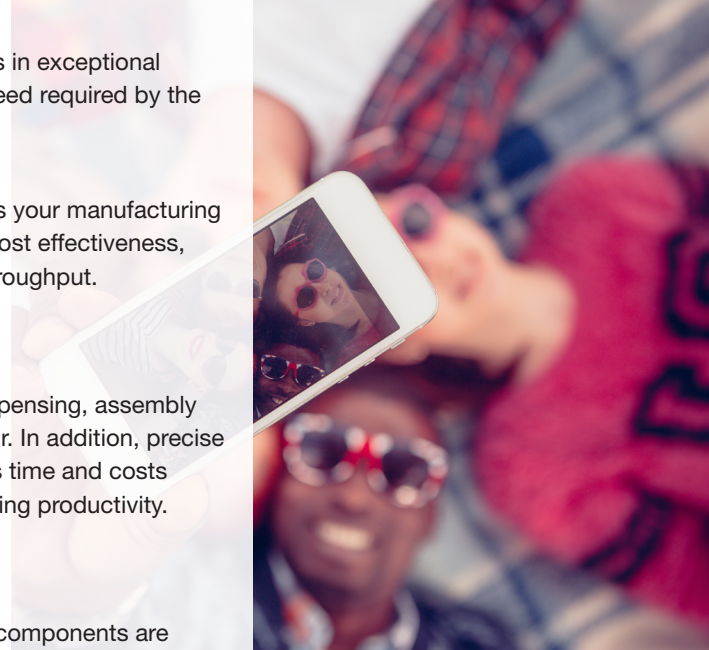 s in exceptional
eed required by the
s your manufacturing
ost effectiveness,
roughput.
pensing, assembly
r. In addition, precise
s time and costs
ing productivity.
components are